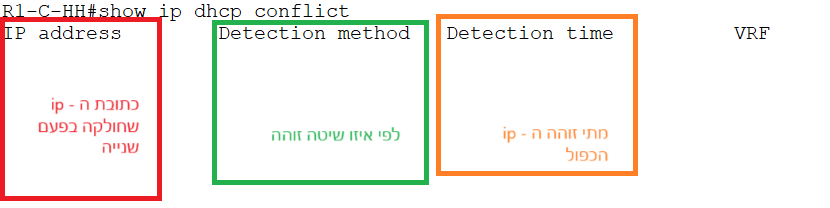 R1-C-HH#show ip dhcp conflict
IP address Detection method Detection time VRF
כתובת ה - ip
שחולקה בפעם
שנייה
לפי איזו שיטה זוהה
מתי זוהה ה - ip
הכפול